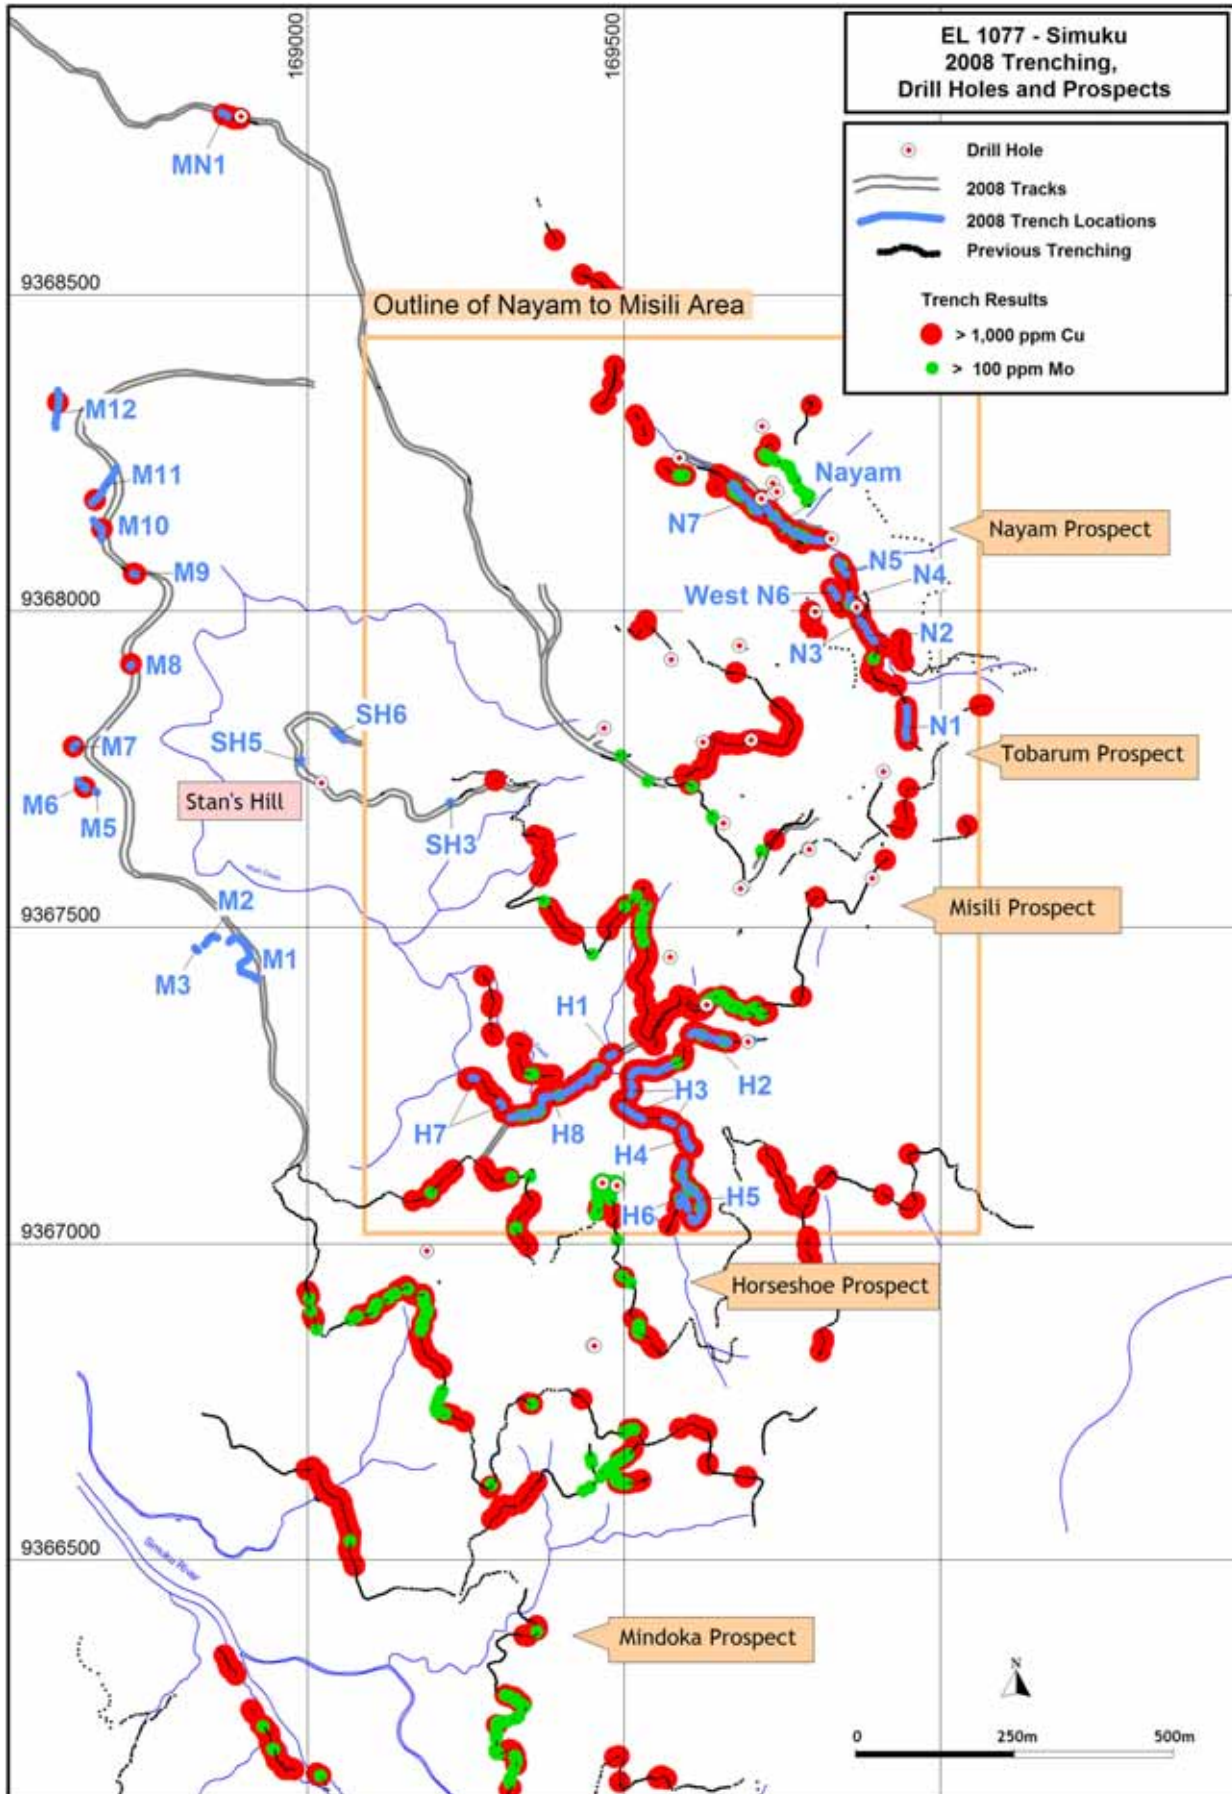 169000
169500
EL 1077 - Simuku
2008 Trenching,
Drill Holes and Prospects
Drill Hole
2008 Tracks
2008 Trench Locations
Previous Trenching
Trench Results
> 1,000 ppm Cu
> 100 ppm Mo
MN1
9368500
Outline of Nayam to Misili Area
M12
M11
M10
M9
M8
M7
M6
M5
M2
M3
M1
Nayam
N7
Nayam Prospect
N5
N4
West N6
9368000
N2
N3
N1
SH6
SH5
Tobarum Prospect
Stan's Hill
SH3
9367500
Misili Prospect
H1
H2
H3
H7
H8
H4
H5
H6
9367000
Horseshoe Prospect
9366500
Simuku River
Mindoka Prospect
N
0
250m
500m